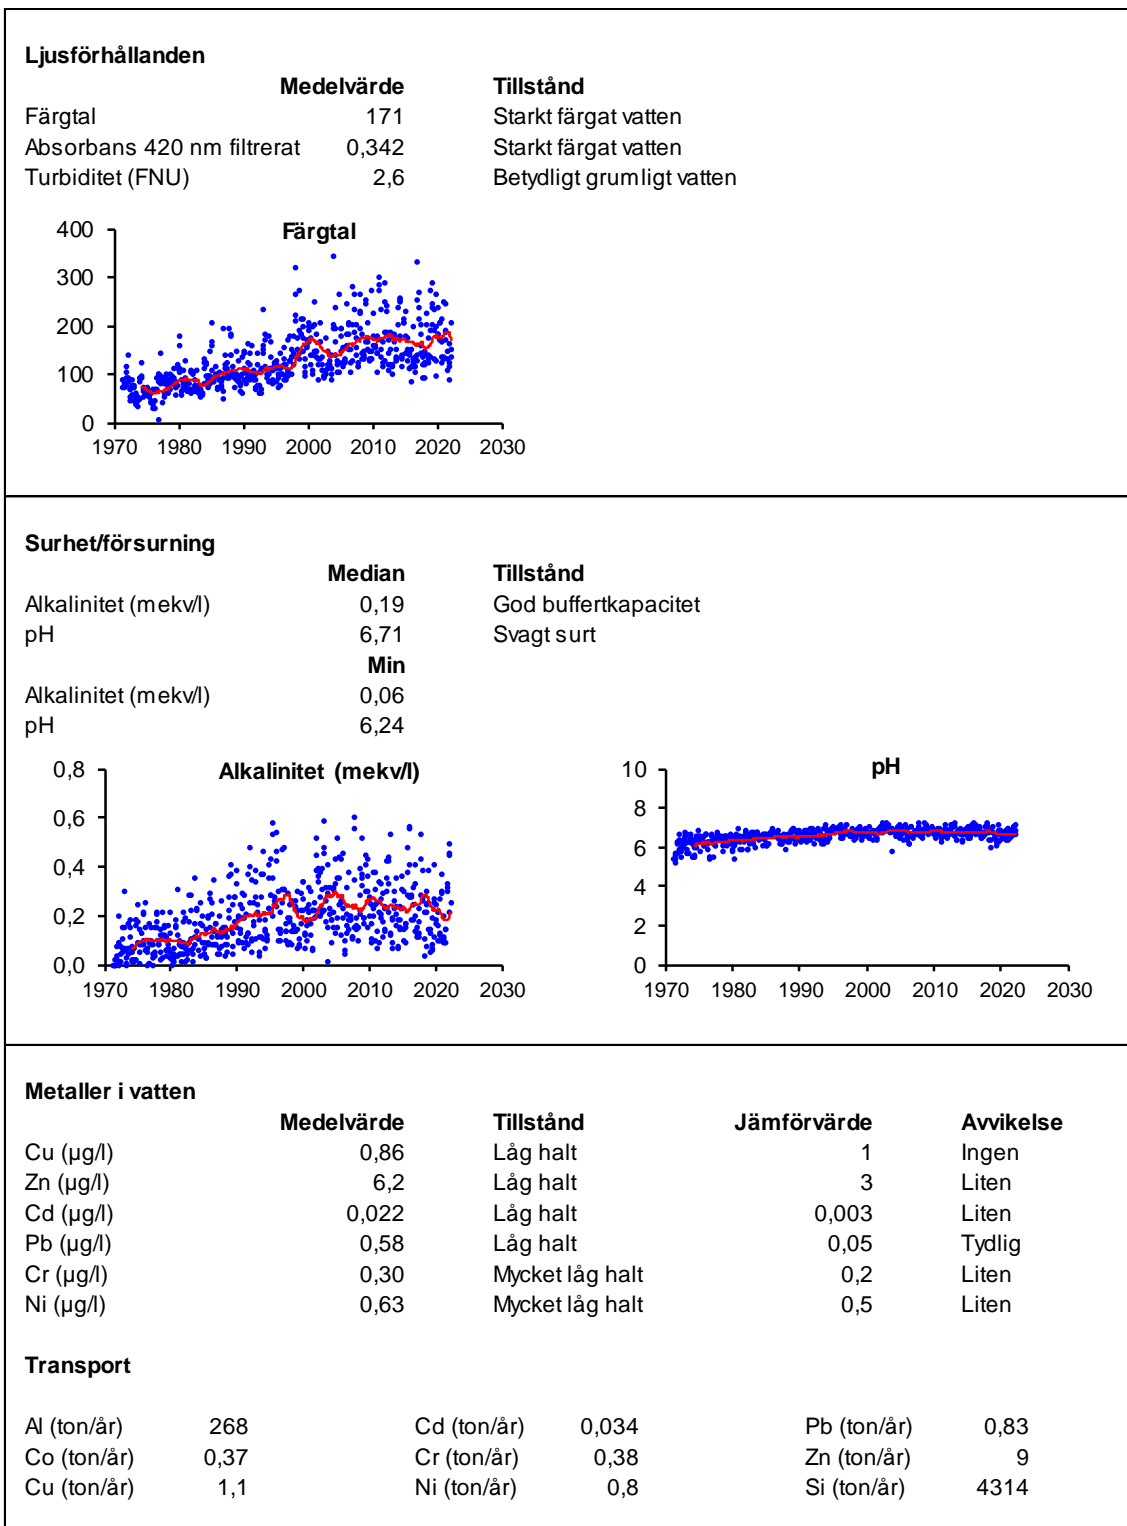 Ljusförhållanden
Medelvärde Tillstånd
Färgtal 171 Starkt färgat vatten
Absorbans 420 nm filtrerat 0,342 Starkt färgat vatten
Turbiditet (FNU) 2,6 Betydligt grumligt vatten
Färgtal
400
300
200
100
0
1970 1980 1990 2000 2010 2020 2030
Surhet/försurning
Median Tillstånd
Alkalinitet (mekv/l) 0,19 God buffertkapacitet
pH 6,71 Svagt surt
Min
Alkalinitet (mekv/l) 0,06
pH 6,24
Alkalinitet (mekv/l)
0,8
0,6
0,4
0,2
0,0
1970 1980 1990 2000 2010 2020 2030
pH
10
8
6
4
2
0
1970 1980 1990 2000 2010 2020 2030
Metaller i vatten
Medelvärde Tillstånd Jämförvärde Avvikelse
Cu (µg/l) 0,86 Låg halt 1 Ingen
Zn (µg/l) 6,2 Låg halt 3 Liten
Cd (µg/l) 0,022 Låg halt 0,003 Liten
Pb (µg/l) 0,58 Låg halt 0,05 Tydlig
Cr (µg/l) 0,30 Mycket låg halt 0,2 Liten
Ni (µg/l) 0,63 Mycket låg halt 0,5 Liten
Transport
Al (ton/år) 268 Cd (ton/år) 0,034 Pb (ton/år) 0,83
Co (ton/år) 0,37 Cr (ton/år) 0,38 Zn (ton/år) 9
Cu (ton/år) 1,1 Ni (ton/år) 0,8 Si (ton/år) 4314